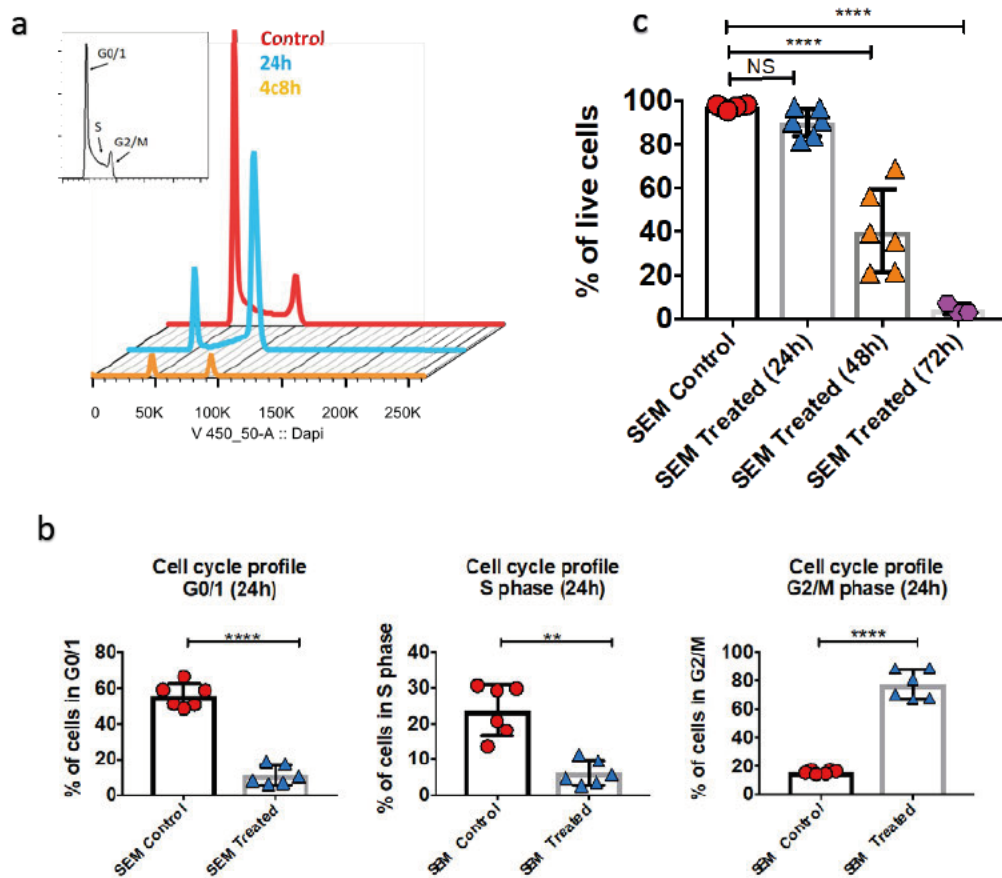 a
Control
24h
4c8h
G0/1
S
G2/M
0 50K 100K 150K 200K 250K
V 450_50-A :: Dapi
c
****
****
NS
% of live cells
100
80
60
40
20
0
SEM Control
SEM Treated (24h)
SEM Treated (48h)
SEM Treated (72h)
b
Cell cycle profile
G0/1 (24h)
****
% of cells in G0/1
80
60
40
20
0
SEM Control
SEM Treated
Cell cycle profile
S phase (24h)
**
% of cells in S phase
40
30
20
10
0
SEM Control
SEM Treated
Cell cycle profile
G2/M phase (24h)
****
% of cells in G2/M
100
80
60
40
20
0
SEM Control
SEM Treated